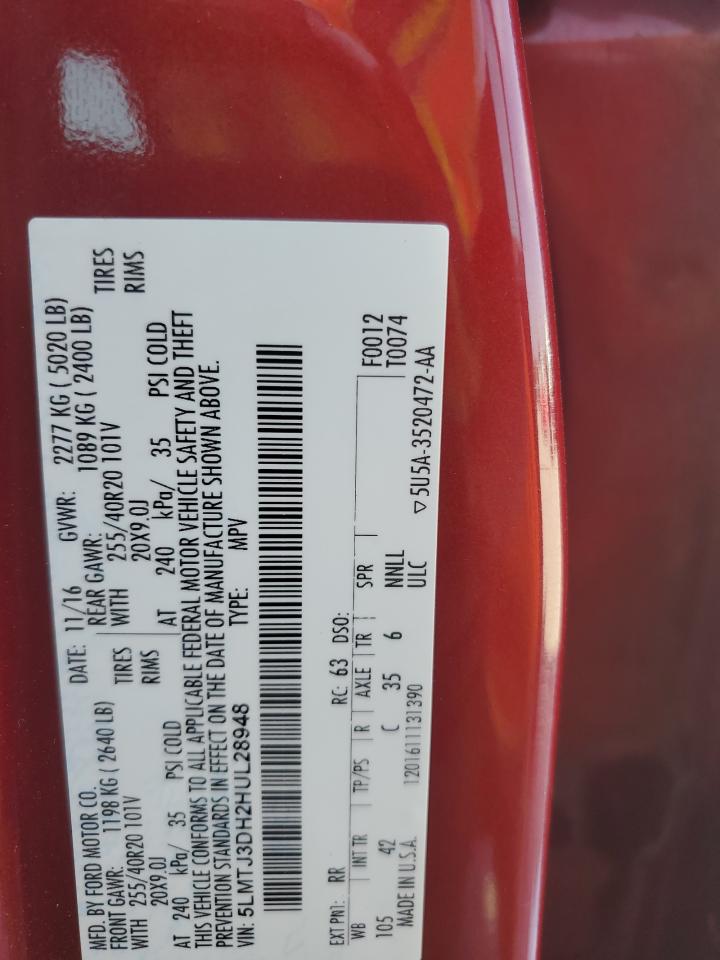 MFD. BY FORD MOTOR CO. DATE: 11/16 GVWR: 2277 KG ( 5020 LB)
FRONT GAWR: 1198 KG ( 2640 LB) REAR GAWR: 1089 KG ( 2400 LB)
WITH 255/40R20 101V TIRES WITH 255/40R20 101V TIRES
20X9.0J RIMS 20X9.0J RIMS
AT 240 kPa/ 35 PSI COLD AT 240 kPa/ 35 PSI COLD
THIS VEHICLE CONFORMS TO ALL APPLICABLE FEDERAL MOTOR VEHICLE SAFETY AND THEFT
PREVENTION STANDARDS IN EFFECT ON THE DATE OF MANUFACTURE SHOWN ABOVE.
VIN: 5LMTJ3DH2HUL28948 TYPE: MPV
EXT PNT: RR RC: 63 DSO:
WB INT TR TP/PS R AXLE TR SPR F0012
105 42 C 35 6 NNLL T0074
MADE IN U.S.A. 1201611131390 ULC ▽5U5A-3520472-AA